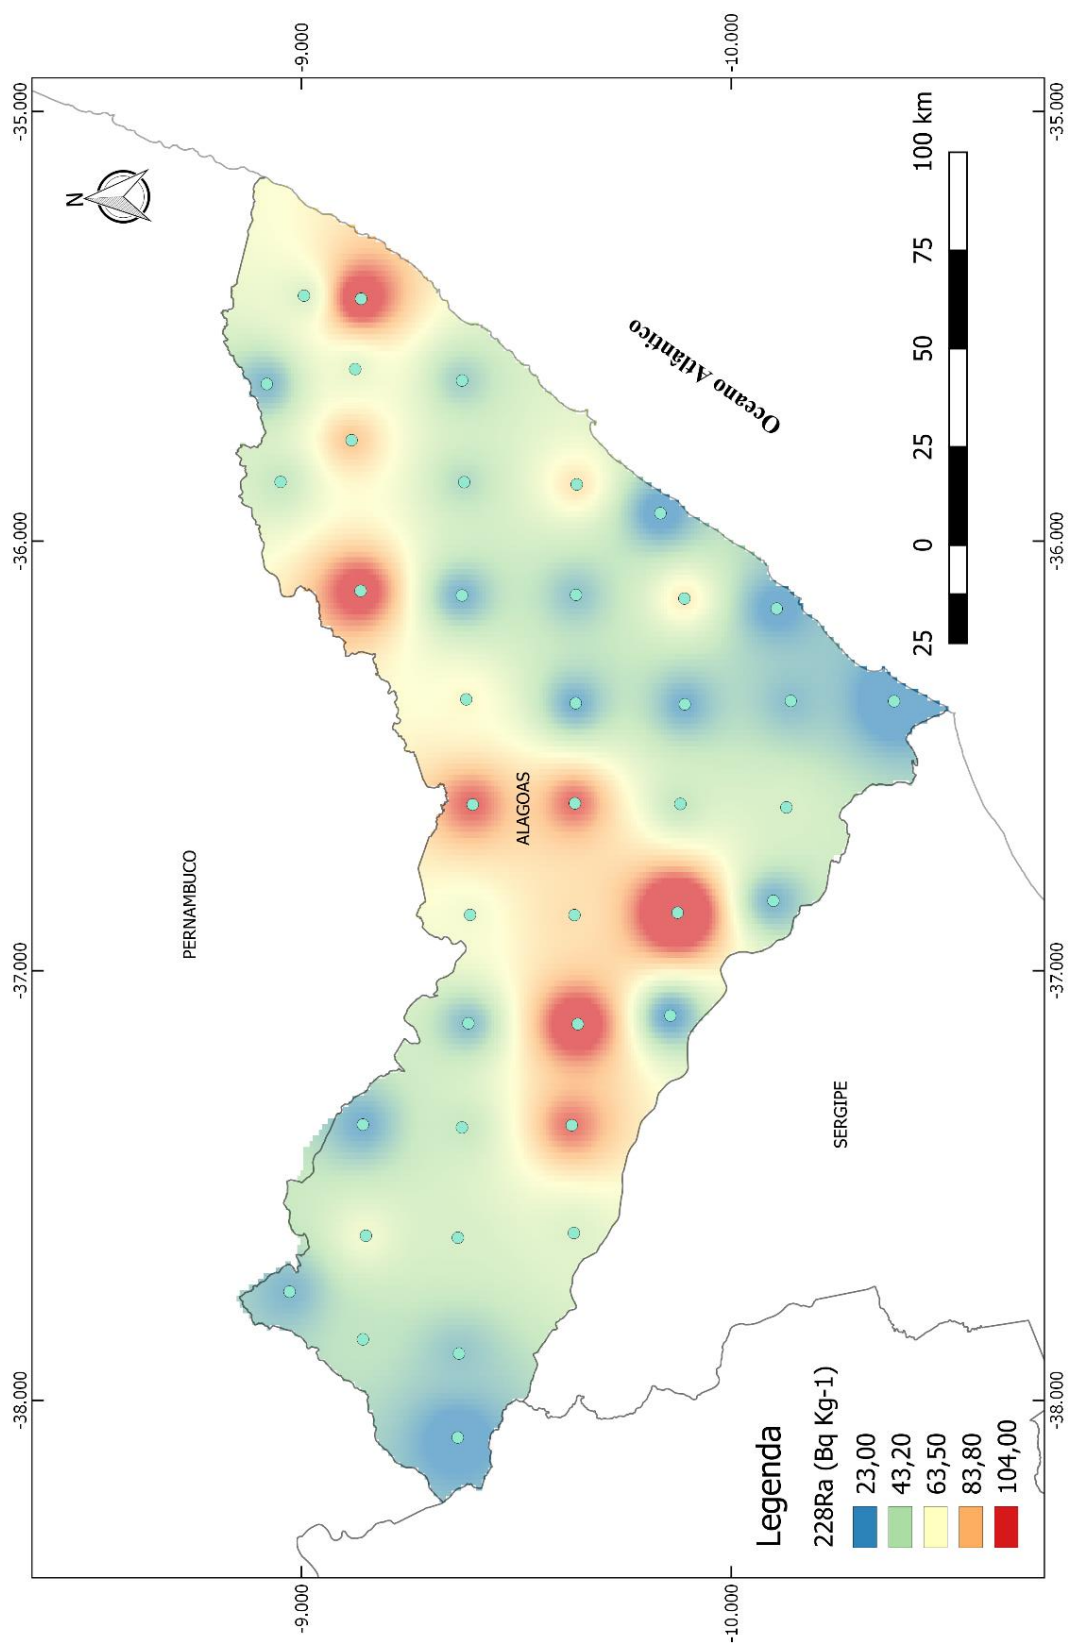 -38.000
-37.000
-36.000
-35.000
N
-9.000
-9.000
PERNAMBUCO
ALAGOAS
Oceano Atlântico
SERGIPE
-10.000
-10.000
Legenda
228Ra (Bq Kg-1)
23,00
43,20
63,50
83,80
104,00
25 0 25 50 75 100 km
-38.000
-37.000
-36.000
-35.000